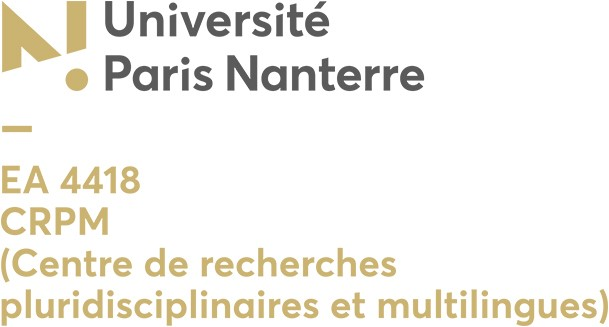 Université
Paris Nanterre
EA 4418
CRPM
(Centre de recherches
pluridisciplinaires et multilingues)